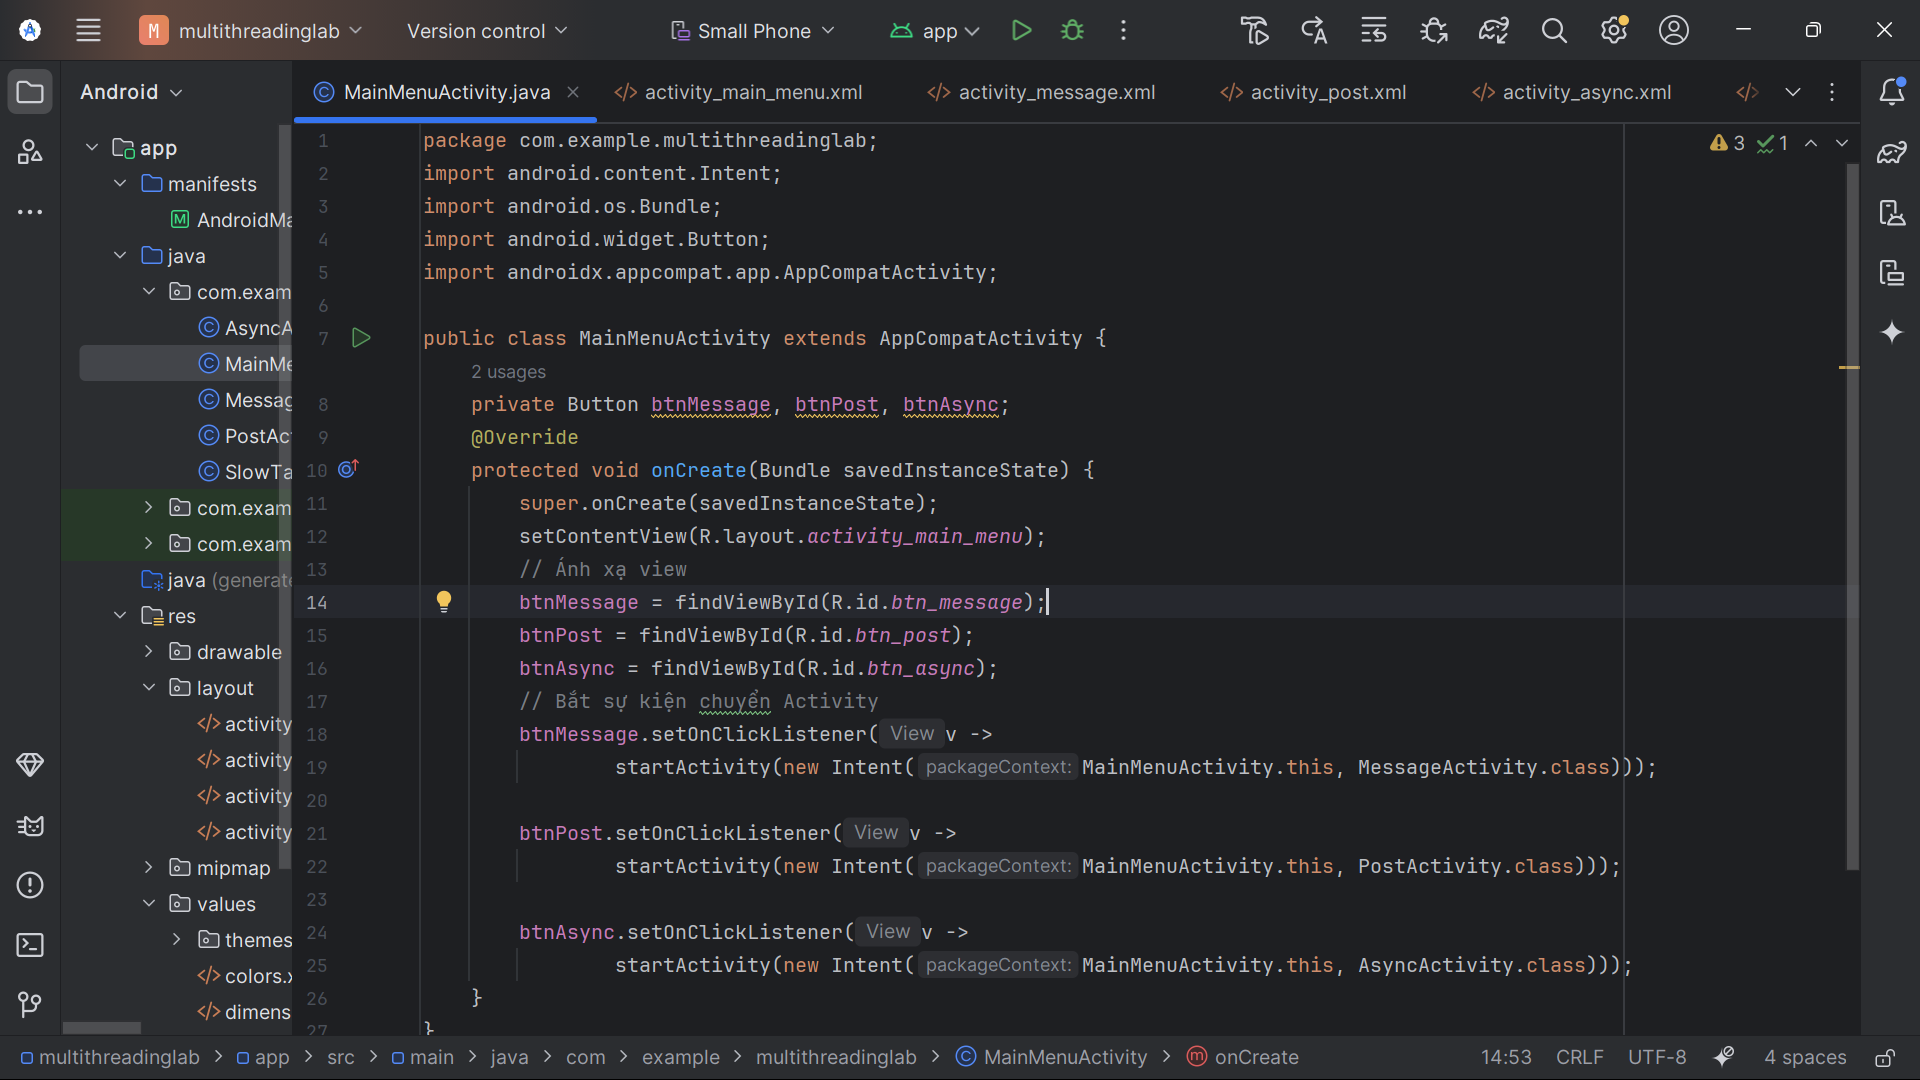 M multithreadinglab Version control Small Phone app
Android
MainMenuActivity.java activity_main_menu.xml activity_message.xml activity_post.xml activity_async.xml
app
manifests
AndroidMa
java
com.exam
AsyncA
MainMe
Messag
PostAct
SlowTa
com.exam
com.exam
java (generate
res
drawable
layout
activity
activity
activity
activity
mipmap
values
themes
colors.x
dimens
3 1
1 package com.example.multithreadinglab;
2 import android.content.Intent;
3 import android.os.Bundle;
4 import android.widget.Button;
5 import androidx.appcompat.app.AppCompatActivity;
6
7 public class MainMenuActivity extends AppCompatActivity {
2 usages
8 private Button btnMessage, btnPost, btnAsync;
9 @Override
10 protected void onCreate(Bundle savedInstanceState) {
11 super.onCreate(savedInstanceState);
12 setContentView(R.layout.activity_main_menu);
13 // Ánh xạ view
14 btnMessage = findViewById(R.id.btn_message);
15 btnPost = findViewById(R.id.btn_post);
16 btnAsync = findViewById(R.id.btn_async);
17 // Bắt sự kiện chuyển Activity
18 btnMessage.setOnClickListener( View v ->
19 startActivity(new Intent( packageContext: MainMenuActivity.this, MessageActivity.class)));
20
21 btnPost.setOnClickListener( View v ->
22 startActivity(new Intent( packageContext: MainMenuActivity.this, PostActivity.class)));
23
24 btnAsync.setOnClickListener( View v ->
25 startActivity(new Intent( packageContext: MainMenuActivity.this, AsyncActivity.class)));
26 }
27 }
multithreadinglab > app > src > main > java > com > example > multithreadinglab > MainMenuActivity > onCreate 14:53 CRLF UTF-8 4 spaces